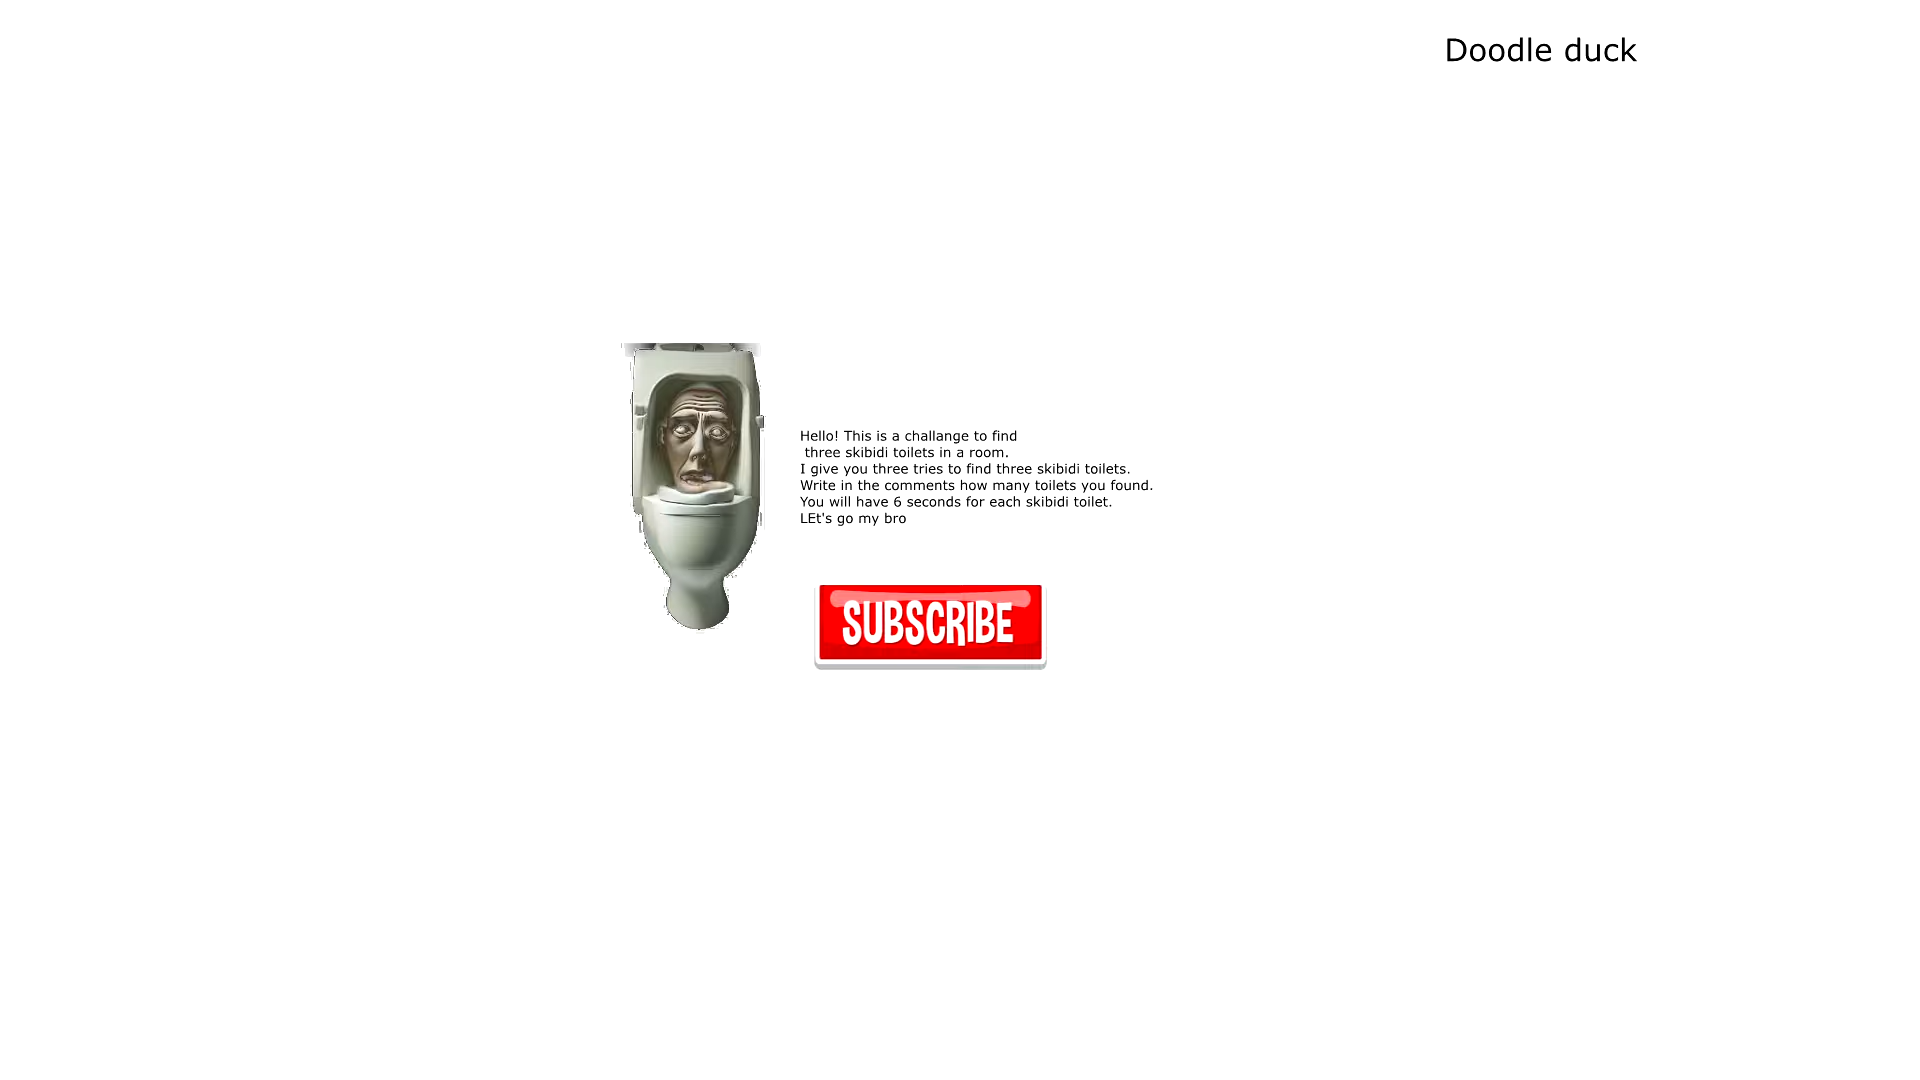 Doodle duck
Hello! This is a challange to find
three skibidi toilets in a room.
I give you three tries to find three skibidi toilets.
Write in the comments how many toilets you found.
You will have 6 seconds for each skibidi toilet.
LEt's go my bro
SUBSCRIBE